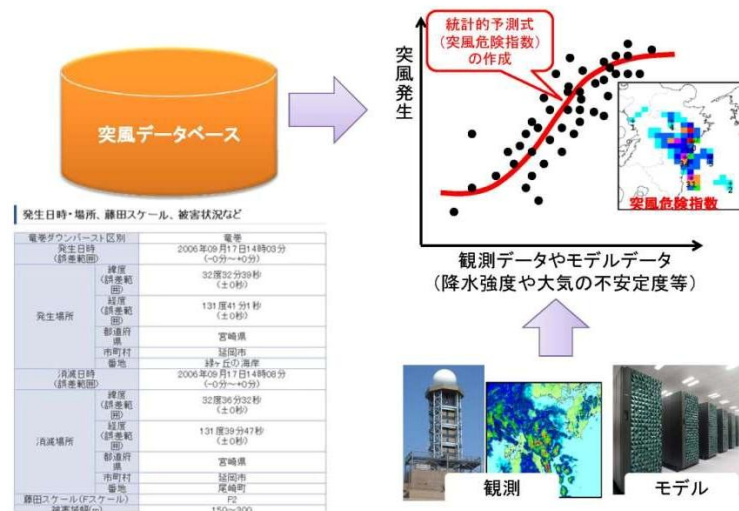 突風データベース
統計的予測式
(突風危険指数)
の作成
突風発生
突風危険指数
観測データやモデルデータ
(降水強度や大気の不安定度等)
観測
モデル
発生日時・場所、藤田スケール、被害状況など
竜巻ダウンバースト区別 竜巻
発生日時 2006年09月17日14時03分
(誤差範囲) (-0分～+0分)
発生場所
緯度 32度32分39秒
(誤差範囲) (±0秒)
経度 131度41分1秒
(誤差範囲) (±0秒)
都道府県 宮崎県
市町村 延岡市
番地 緑ヶ丘の海岸
消滅日時 2006年09月17日14時08分
(誤差範囲) (-0分～+0分)
消滅場所
緯度 32度36分32秒
(誤差範囲) (±0秒)
経度 131度39分47秒
(誤差範囲) (±0秒)
都道府県 宮崎県
市町村 延岡市
番地 尾崎町
藤田スケール(Fスケール) F2
被害域幅(m) 150～300